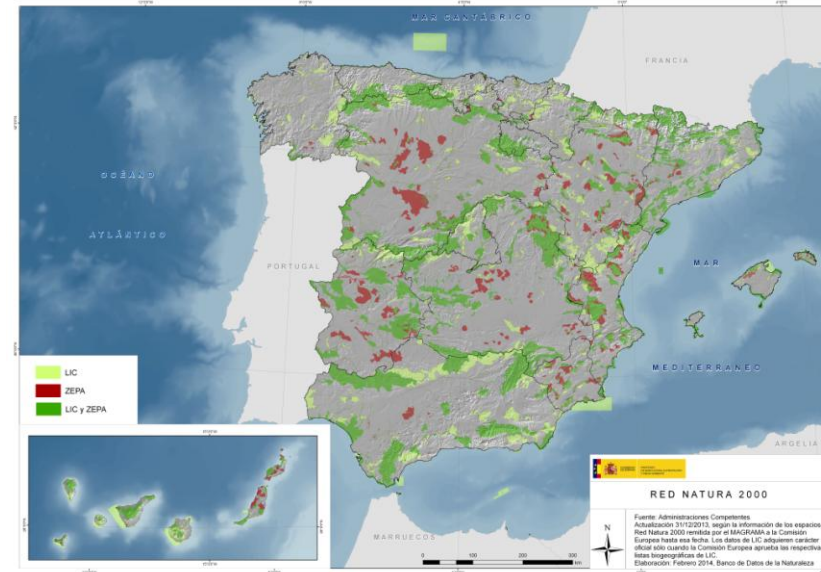 MAR CANTÁBRICO
FRANCIA
OCÉANO
ATLÁNTICO
PORTUGAL
MAR
MEDITERRÁNEO
ARGELIA
MARRUECOS
LIC
ZEPA
LIC y ZEPA
0 50 100 200 300
km
RED NATURA 2000
N
Fuente: Administraciones Competentes
Actualización 31/12/2013, según la información de los espacios
Red Natura 2000 remitida por el MAGRAMA a la Comisión
Europea hasta esa fecha. Los datos de LIC adquieren carácter
oficial sólo cuando la Comisión Europea aprueba las respectiva
listas biogeográficas de LIC.
Elaboración: Febrero 2014, Banco de Datos de la Naturaleza